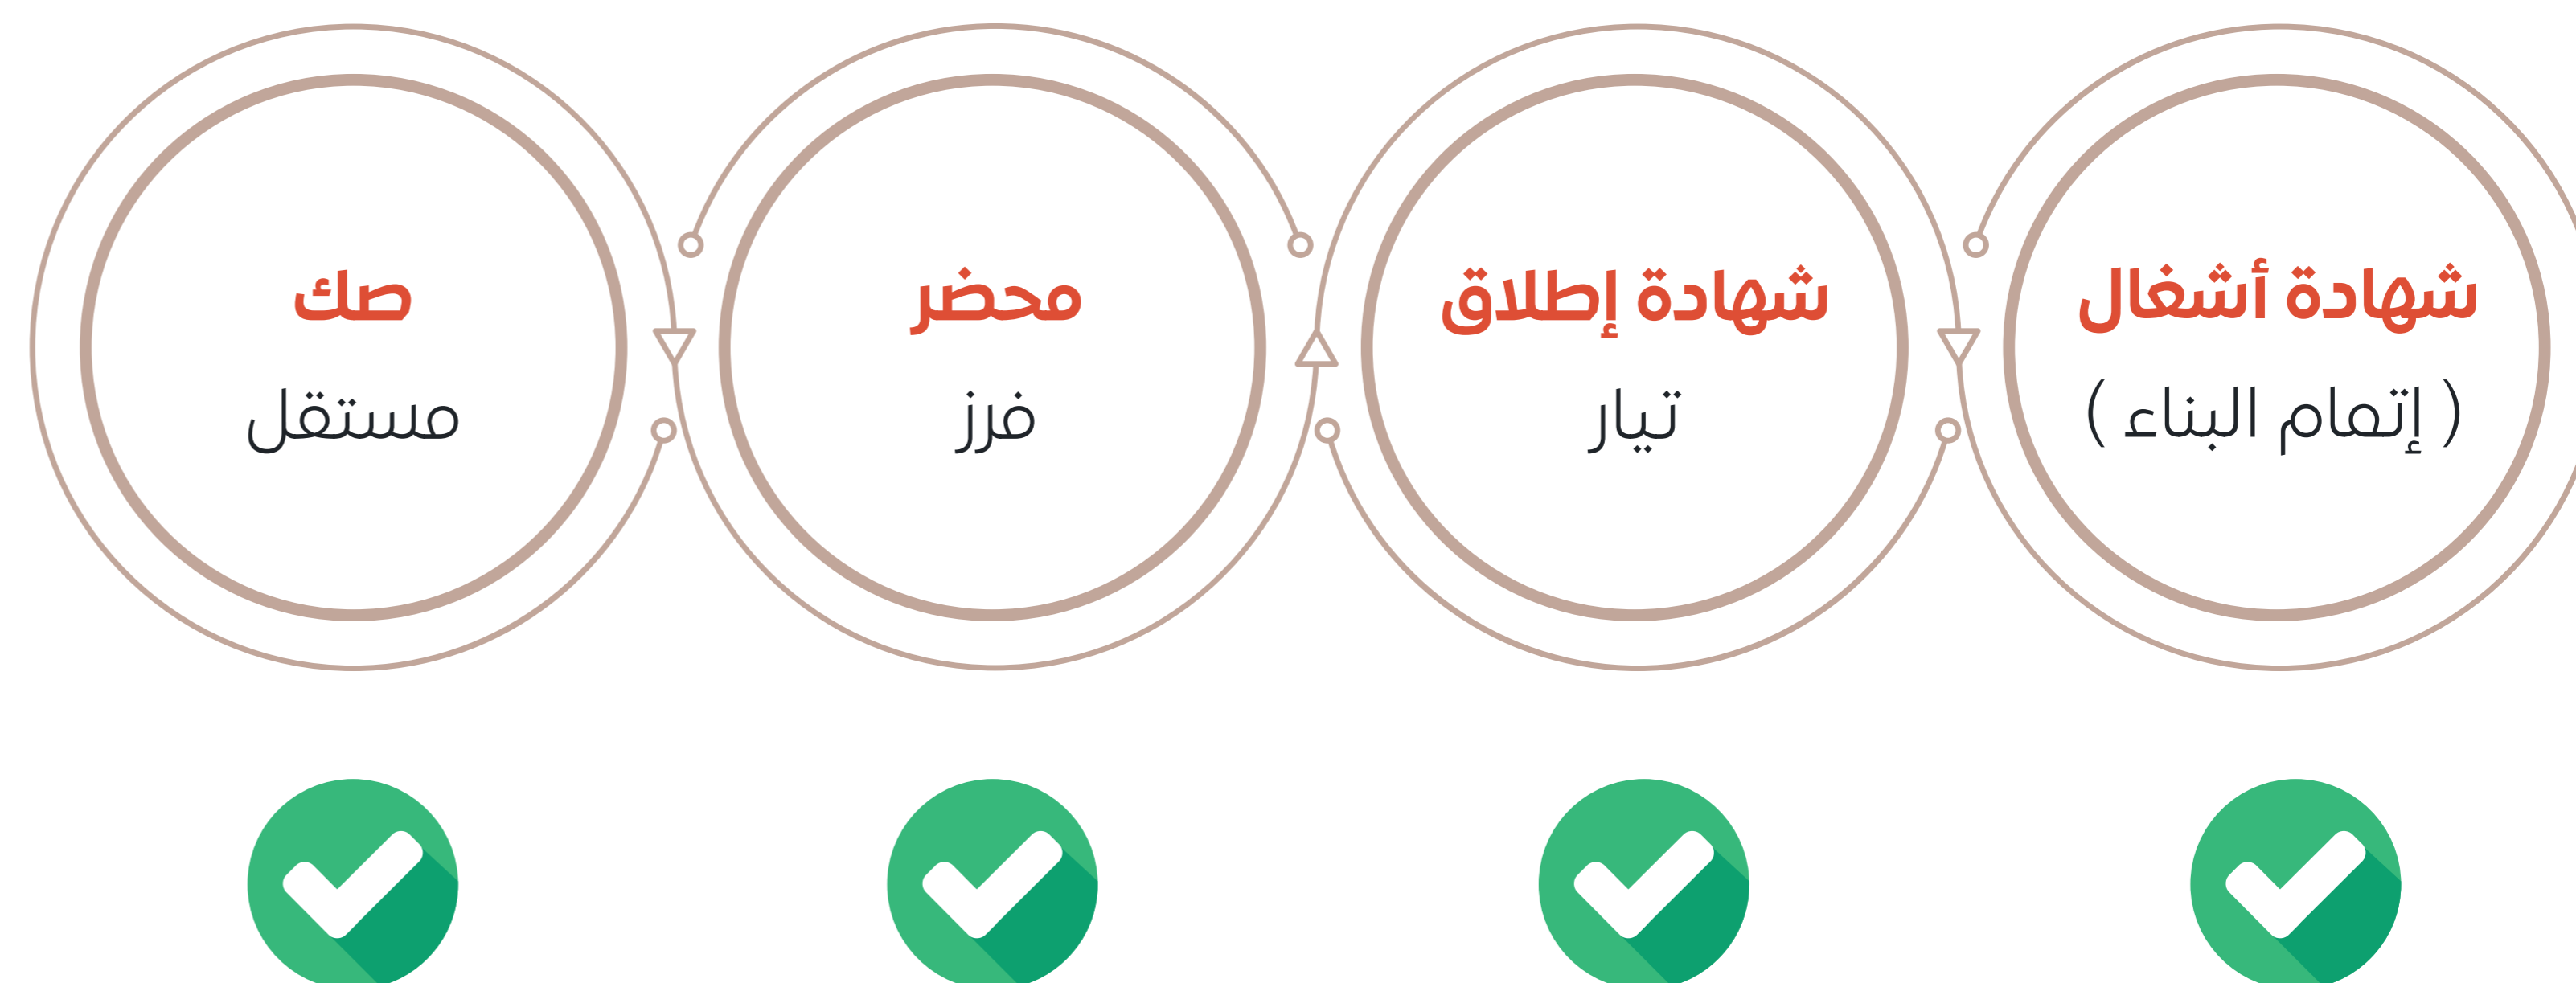 شهادة أشغال
( إتمام البناء )
شهادة إطلاق
تيار
محضر
فرز
صك
مستقل